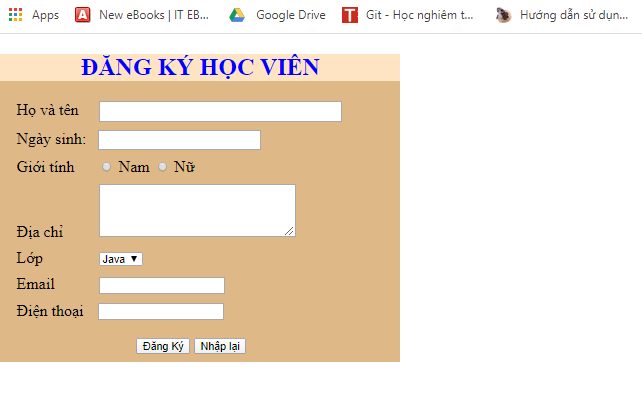 Apps New eBooks | IT EB... Google Drive Git - Học nghiêm t... Hướng dẫn sử dụn...
ĐĂNG KÝ HỌC VIÊN
Họ và tên
Ngày sinh:
Giới tính Nam Nữ
Địa chỉ
Lớp Java ▼
Email
Điện thoại
Đăng Ký Nhập lại